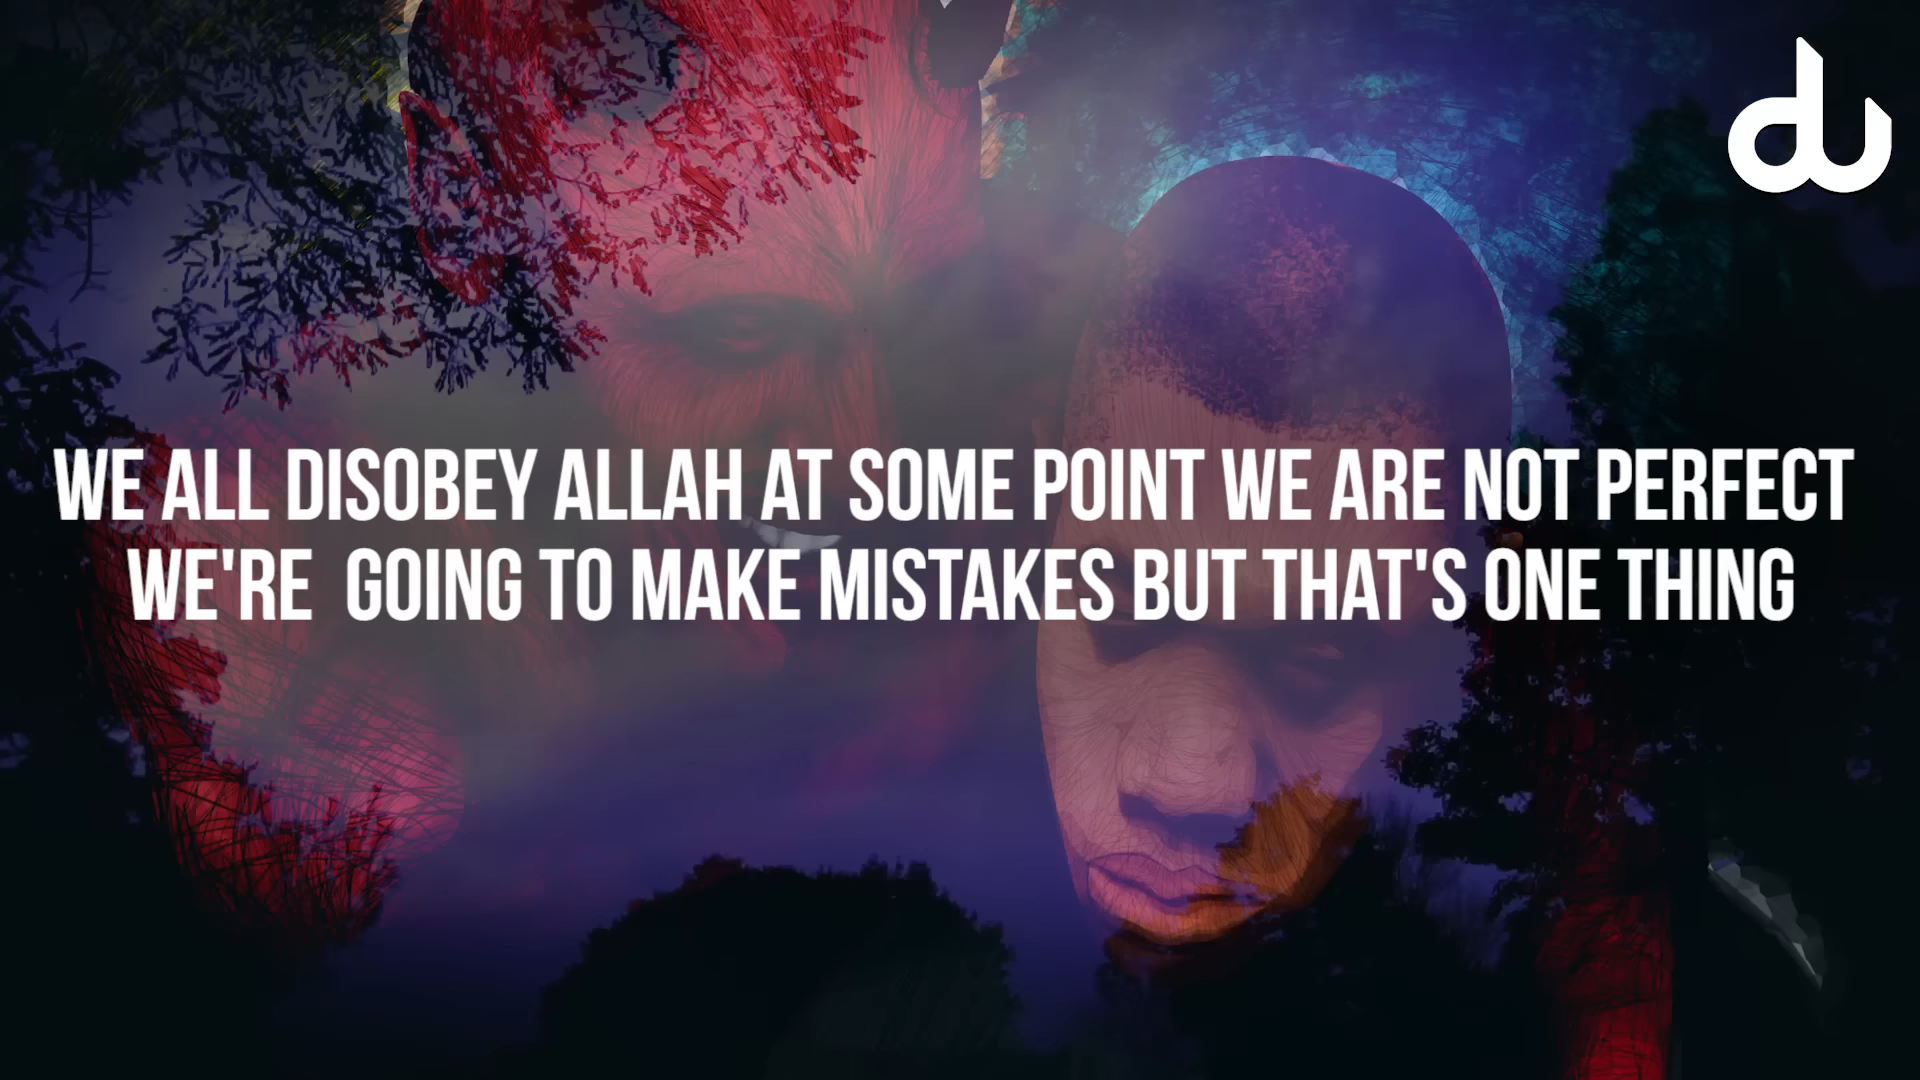 du
WE ALL DISOBEY ALLAH AT SOME POINT WE ARE NOT PERFECT
WE'RE  GOING TO MAKE MISTAKES BUT THAT'S ONE THING